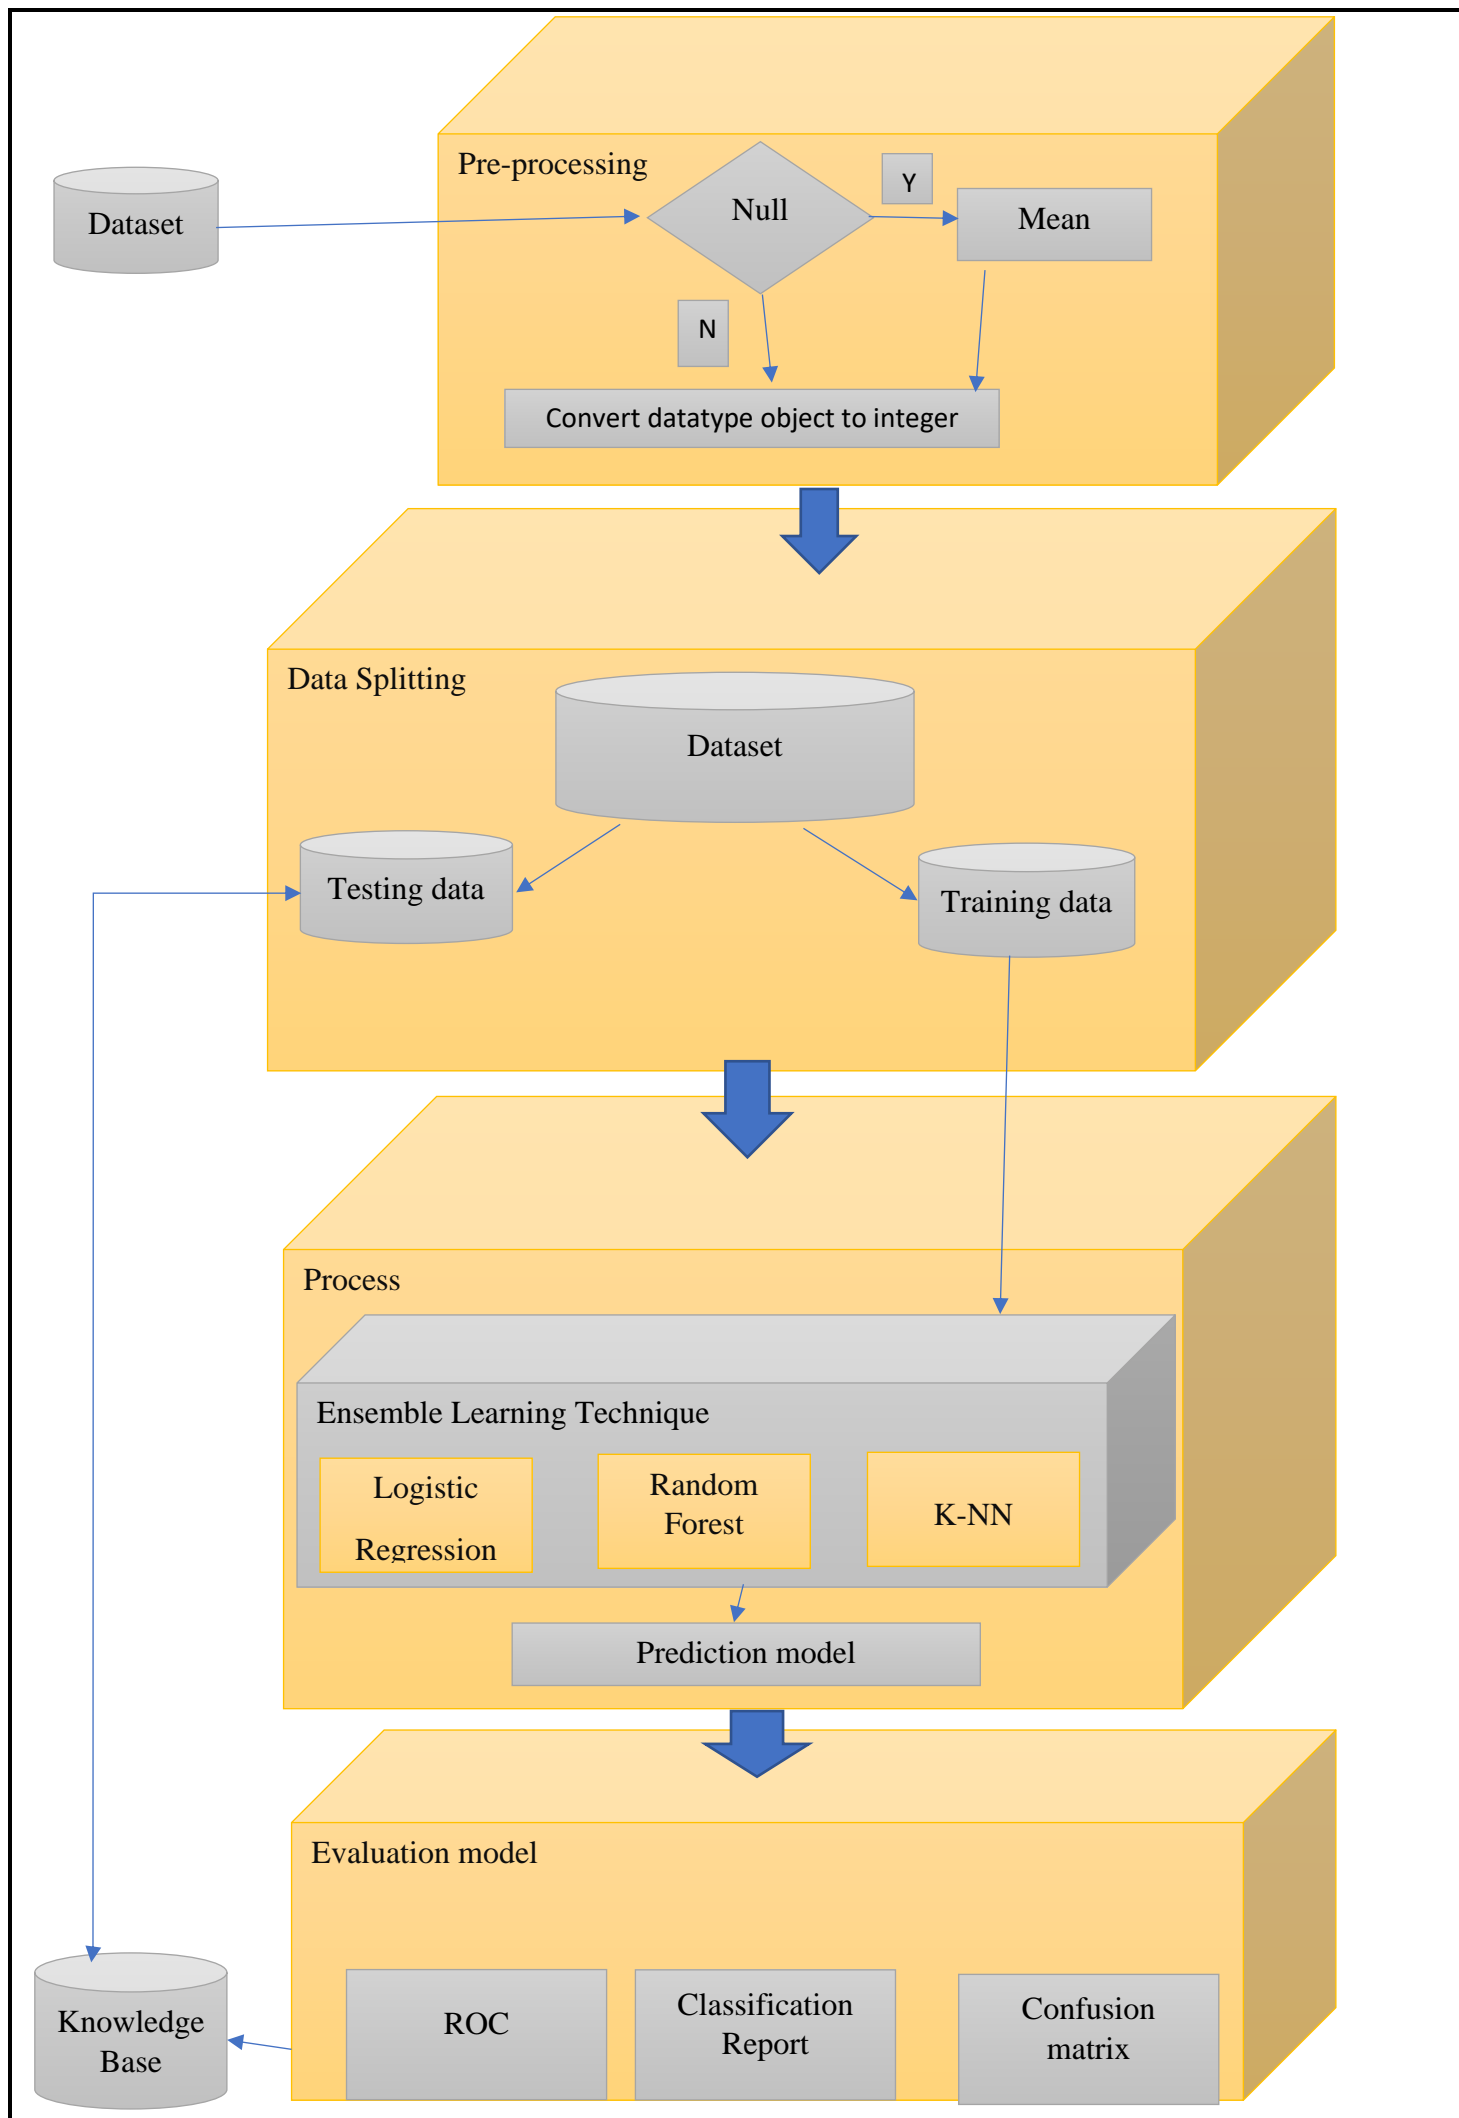 Pre-processing
Dataset
Null
Y
Mean
N
Convert datatype object to integer
Data Splitting
Dataset
Testing data
Training data
Process
Ensemble Learning Technique
Logistic
Regression
Random
Forest
K-NN
Prediction model
Evaluation model
Knowledge
Base
ROC
Classification
Report
Confusion
matrix